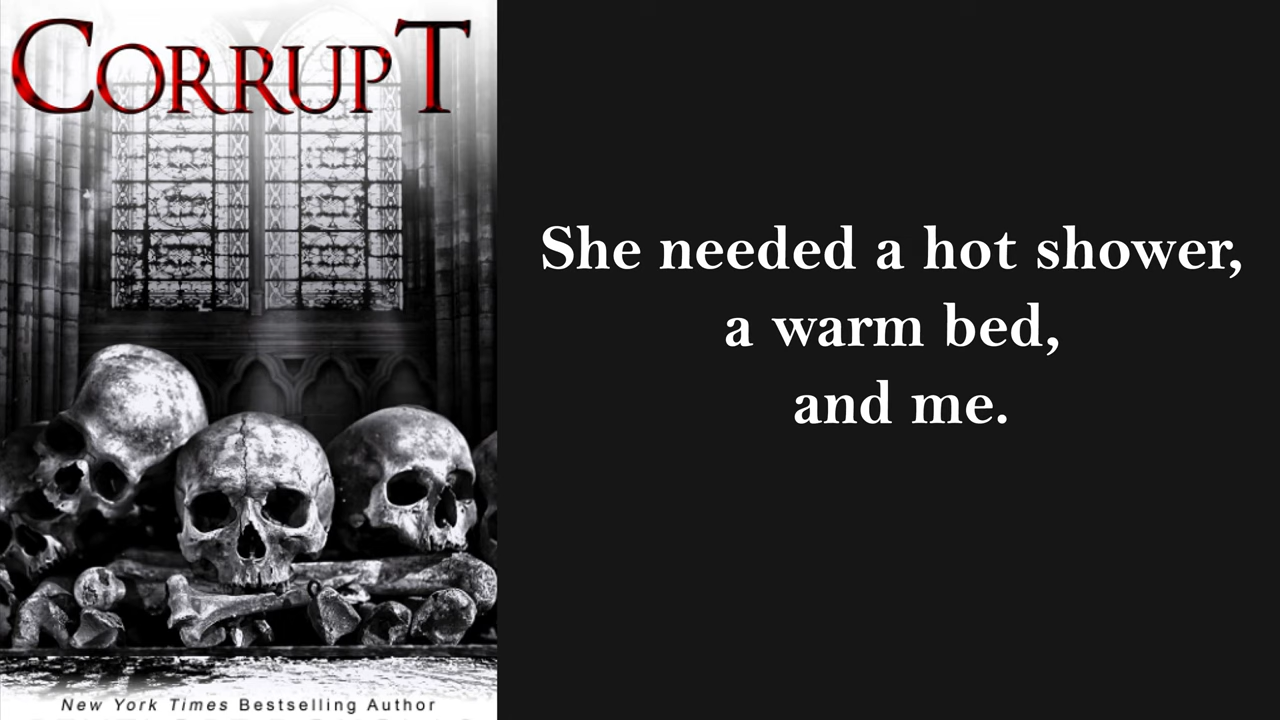 CORRUPT
She needed a hot shower,
a warm bed,
and me.
New York Times Bestselling Author